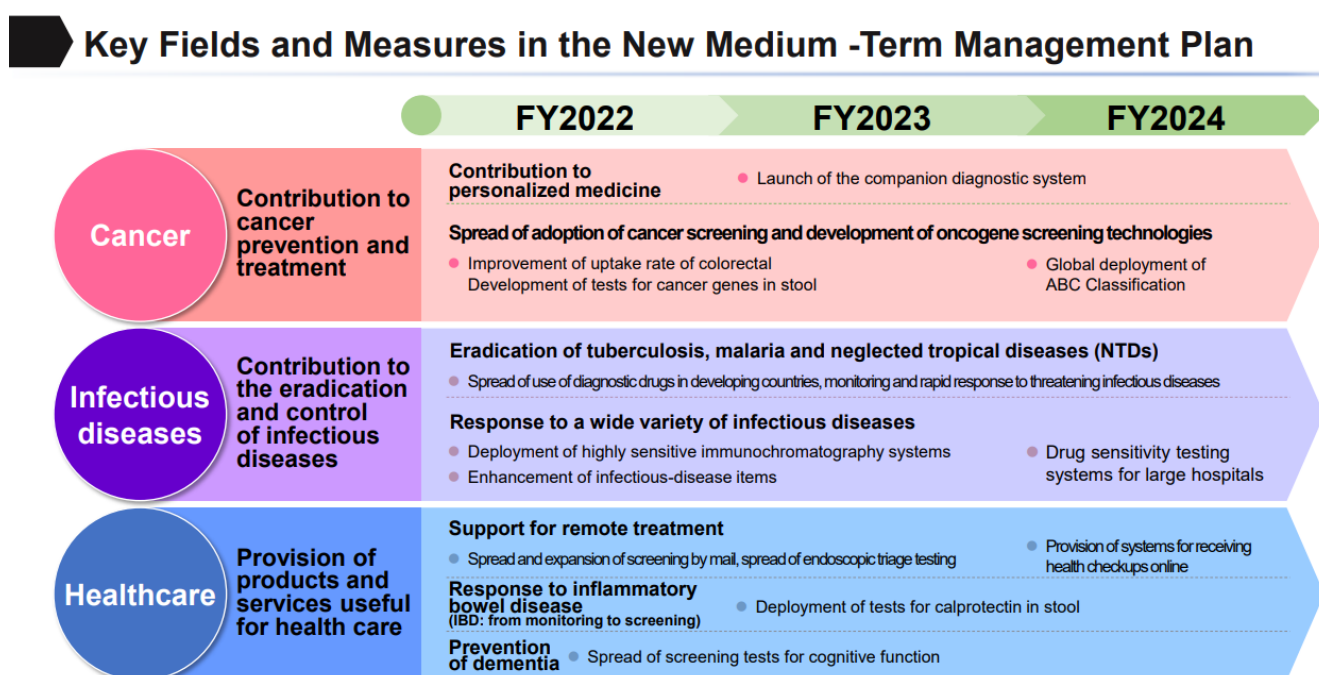 Key Fields and Measures in the New Medium -Term Management Plan
FY2022
FY2023
FY2024
Cancer
Contribution to
cancer
prevention and
treatment
Contribution to
personalized medicine
Launch of the companion diagnostic system
Spread of adoption of cancer screening and development of oncogene screening technologies
Improvement of uptake rate of colorectal
Development of tests for cancer genes in stool
Global deployment of
ABC Classification
Infectious
diseases
Contribution to
the eradication
and control
of infectious
diseases
Eradication of tuberculosis, malaria and neglected tropical diseases (NTDs)
Spread of use of diagnostic drugs in developing countries, monitoring and rapid response to threatening infectious diseases
Response to a wide variety of infectious diseases
Deployment of highly sensitive immunochromatography systems
Enhancement of infectious-disease items
Drug sensitivity testing
systems for large hospitals
Healthcare
Provision of
products and
services useful
for health care
Support for remote treatment
Spread and expansion of screening by mail, spread of endoscopic triage testing
Provision of systems for receiving
health checkups online
Response to inflammatory
bowel disease
(IBD: from monitoring to screening)
Deployment of tests for calprotectin in stool
Prevention
of dementia
Spread of screening tests for cognitive function